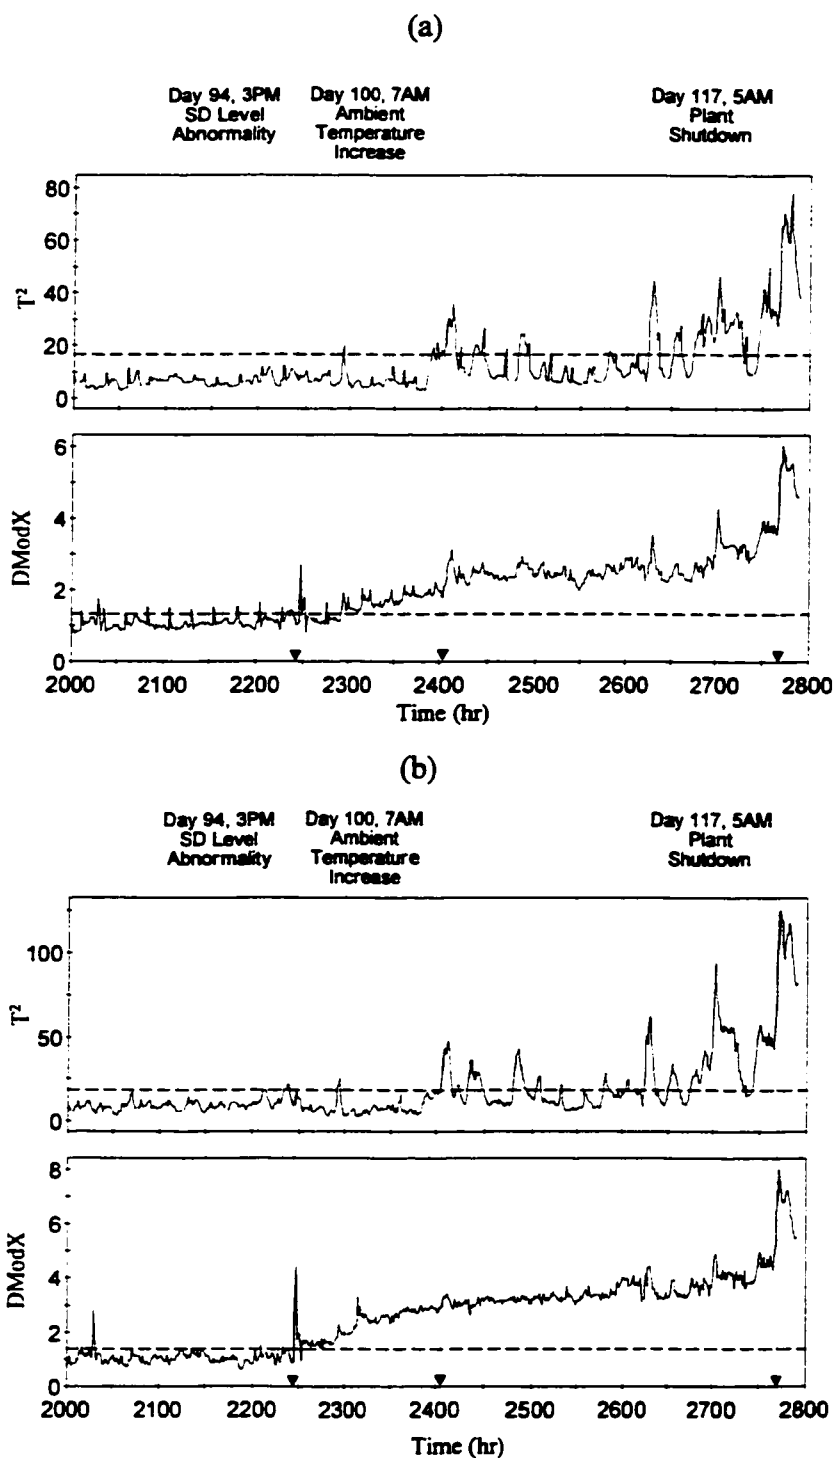 (a)
Day 94, 3PM Day 100, 7AM Day 117, 5AM
SD Level Ambient Plant
Abnormality Temperature Shutdown
Increase
80
60
T²
40
20
0
6
4
DModX
2
0
2000 2100 2200 2300 2400 2500 2600 2700 2800
Time (hr)
(b)
Day 94, 3PM Day 100, 7AM Day 117, 5AM
SD Level Ambient Plant
Abnormality Temperature Shutdown
Increase
100
T²
50
0
8
6
DModX
4
2
0
2000 2100 2200 2300 2400 2500 2600 2700 2800
Time (hr)